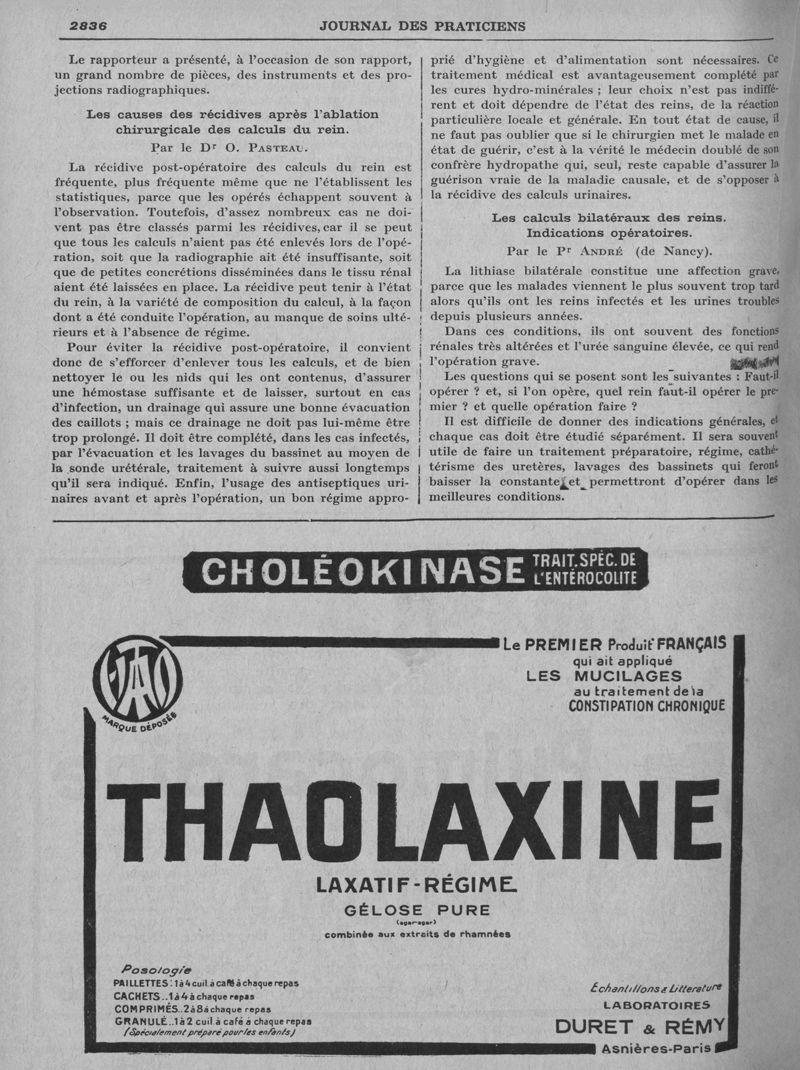 2836
JOURNAL DES PRATICIENS
Le rapporteur a présenté, à l'occasion de son rapport,
un grand nombre de pièces, des instruments et des pro-
jections radiographiques.
Les causes des récidives après l'ablation
chirurgicale des calculs du rein.
Par le Dr O. PASTEAU.
La récidive post-opératoire des calculs du rein est
fréquente, plus fréquente même que ne l'établissent les
statistiques, parce que les opérés échappent souvent à
l'observation. Toutefois, d'assez nombreux cas ne doi-
vent pas être classés parmi les récidives, car il se peut
que tous les calculs n'aient pas été enlevés lors de l'opé-
ration, soit que la radiographie ait été insuffisante, soit
que de petites concrétions disséminées dans le tissu rénal
aient été laissées en place. La récidive peut tenir à l'état
du rein, à la variété de composition du calcul, à la façon
dont a été conduite l'opération, au manque de soins ulté-
rieurs et à l'absence de régime.
Pour éviter la récidive post-opératoire, il convient
donc de s'efforcer d'enlever tous les calculs, et de bien
nettoyer le ou les nids qui les ont contenus, d'assurer
une hémostase suffisante et de laisser, surtout en cas
d'infection, un drainage qui assure une bonne évacuation
des caillots ; mais ce drainage ne doit pas lui-même être
trop prolongé. Il doit être complété, dans les cas infectés,
par l'évacuation et les lavages du bassinet au moyen de
la sonde urétérale, traitement à suivre aussi longtemps
qu'il sera indiqué. Enfin, l'usage des antiseptiques uri-
naires avant et après l'opération, un bon régime appro-
prié d'hygiène et d'alimentation sont nécessaires. Ce
traitement médical est avantageusement complété par
les cures hydro-minérales ; leur choix n'est pas indiffé-
rent et doit dépendre de l'état des reins, de la réaction
particulière locale et générale. En tout état de cause, il
ne faut pas oublier que si le chirurgien met le malade en
état de guérir, c'est à la vérité le médecin doublé de son
confrère hydropathe qui, seul, reste capable d'assurer la
guérison vraie de la maladie causale, et de s'opposer à
la récidive des calculs urinaires.
Les calculs bilatéraux des reins.
Indications opératoires.
Par le Pr ANDRÉ (de Nancy).
La lithiase bilatérale constitue une affection grave,
parce que les malades viennent le plus souvent trop tard
alors qu'ils ont les reins infectés et les urines troubles
depuis plusieurs années.
Dans ces conditions, ils ont souvent des fonctions
rénales très altérées et l'urée sanguine élevée, ce qui rend
l'opération grave.
Les questions qui se posent sont les suivantes : Faut-il
opérer ? et, si l'on opère, quel rein faut-il opérer le pre-
mier ? et quelle opération faire ?
Il est difficile de donner des indications générales, et
chaque cas doit être étudié séparément. Il sera souvent
utile de faire un traitement préparatoire, régime, cathé-
térisme des uretères, lavages des bassinets qui feront
baisser la constante et permettront d'opérer dans les
meilleures conditions.
CHOLÉOKINASE TRAIT. SPÉC. DE
L'ENTÉROCOLITE
MARQUE DÉPOSÉE
Le PREMIER Produit FRANÇAIS
qui ait appliqué
LES MUCILAGES
au traitement de la
CONSTIPATION CHRONIQUE
THAOLAXINE
LAXATIF-RÉGIME
GÉLOSE PURE
(agar-agar)
combinée aux extraits de rhamnées
Posologie
PAILLETTES: 1 à 4 cuil. à café à chaque repas
CACHETS.. 1 à 4 à chaque repas
COMPRIMÉS.. 2 à 8 à chaque repas
GRANULÉ.. 1 à 2 cuil à café à chaque repas
(Spécialement préparé pour les enfants)
Échantillons & Litterature
LABORATOIRES
DURET & RÉMY
Asnières-Paris